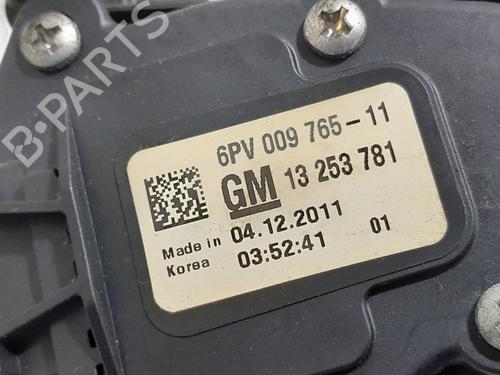 B-PARTS
6PV 009 765-11
GM 13 253 781
Made in Korea 04.12.2011
03:52:41 01